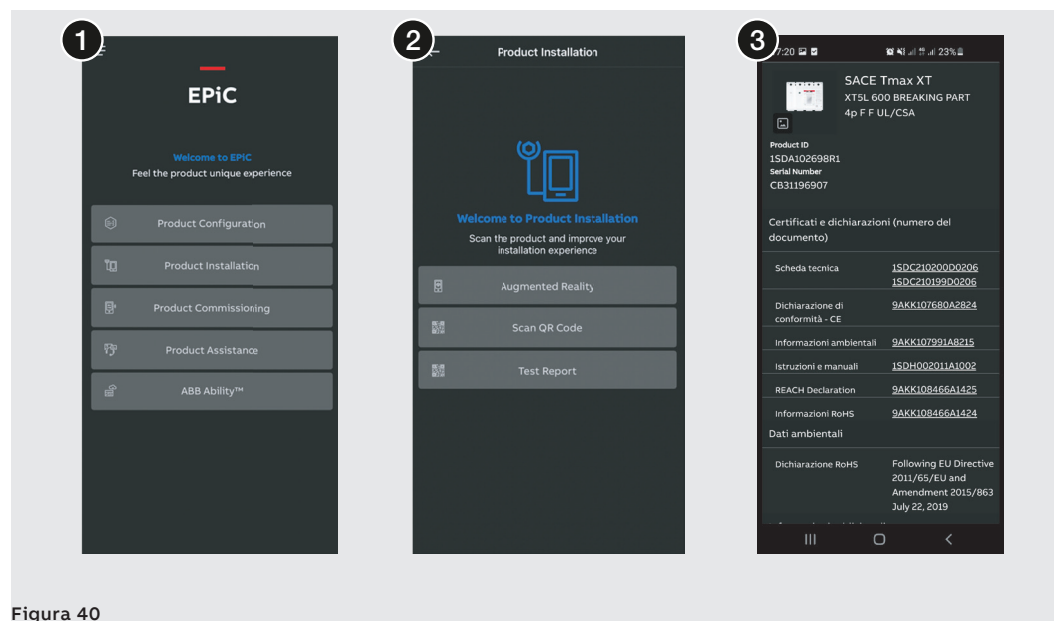 1
EPiC
Welcome to EPiC
Feel the product unique experience
Product Configuration
Product Installation
Product Commissioning
Product Assistance
ABB Ability™
2
Product Installation
Welcome to Product Installation
Scan the product and improve your
installation experience
Augmented Reality
Scan QR Code
Test Report
3
7:20
23%
SACE Tmax XT
XT5L 600 BREAKING PART
4p F F UL/CSA
Product ID
1SDA102698R1
Serial Number
CB31196907
Certificati e dichiarazioni (numero del
documento)
Scheda tecnica 1SDC210200D0206
1SDC210199D0206
Dichiarazione di 9AKK107680A2824
conformità - CE
Informazioni ambientali 9AKK107991A8215
Istruzioni e manuali 1SDH002011A1002
REACH Declaration 9AKK108466A1425
Informazioni RoHS 9AKK108466A1424
Dati ambientali
Dichiarazione RoHS Following EU Directive
2011/65/EU and
Amendment 2015/863
July 22, 2019
Figura 40